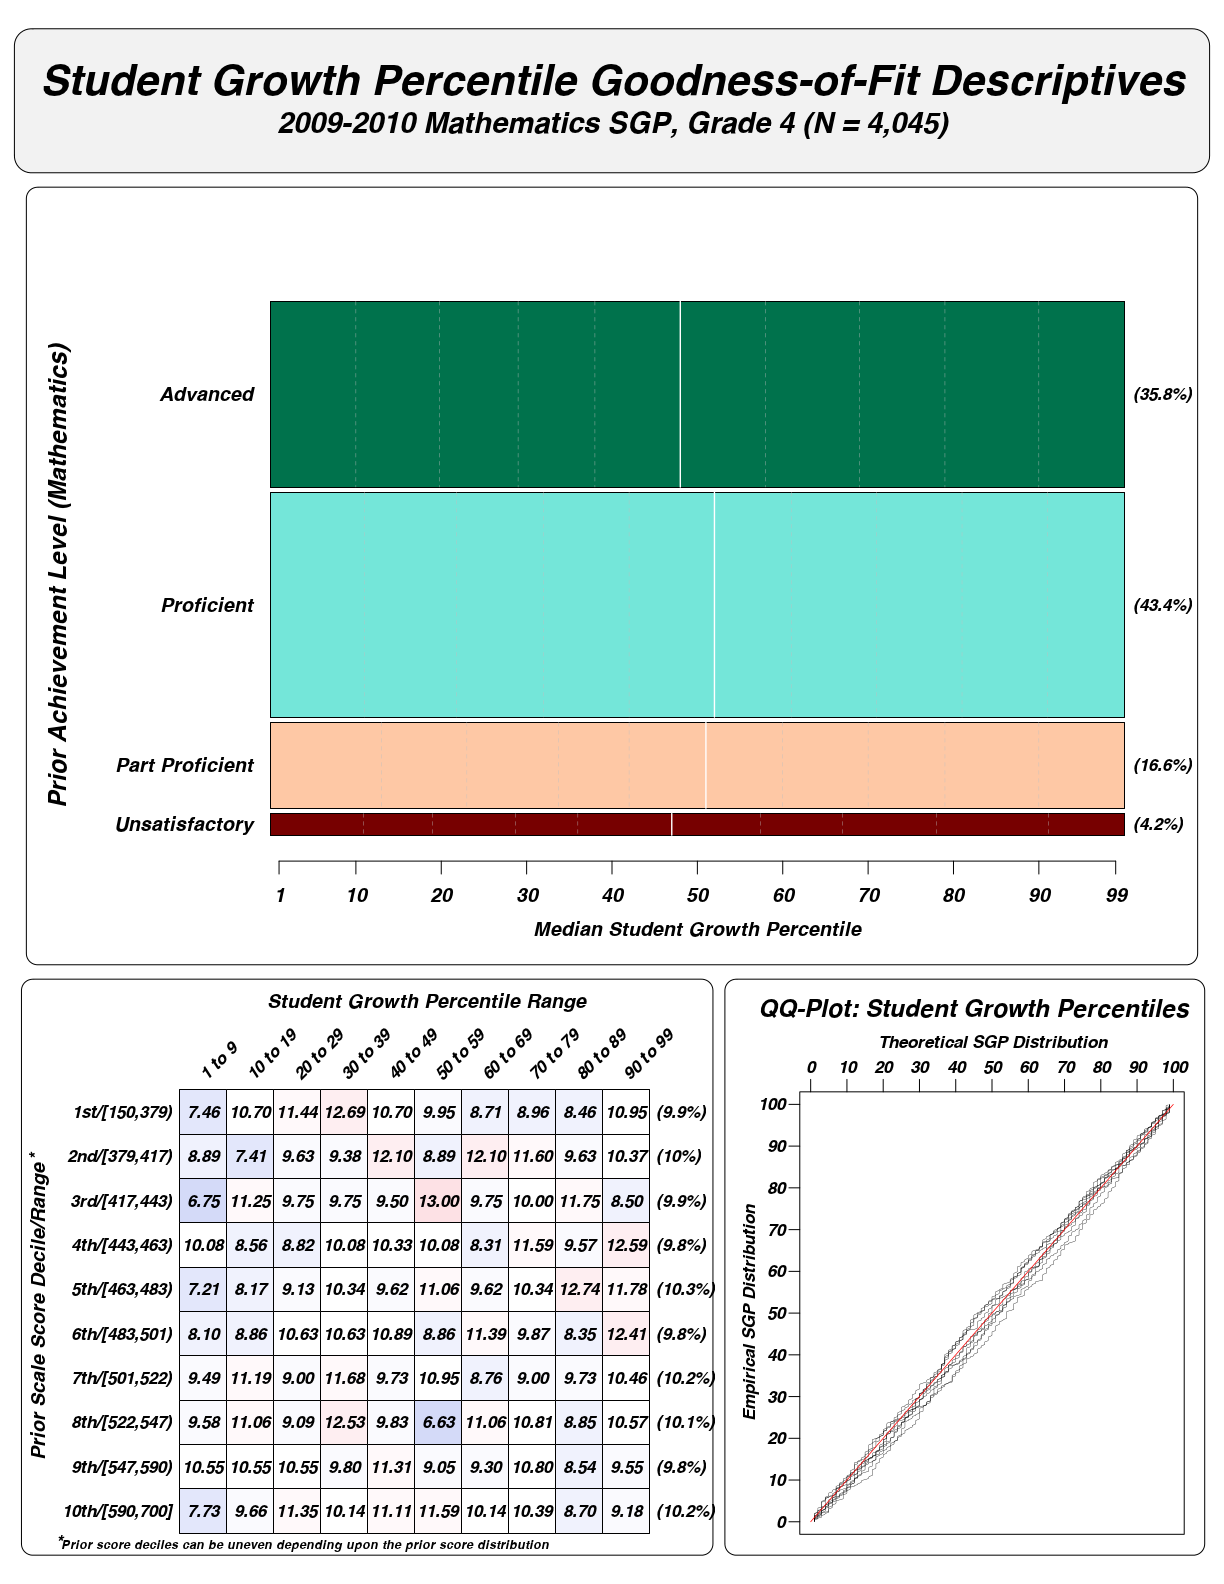 Student Growth Percentile Goodness-of-Fit Descriptives
2009-2010 Mathematics SGP, Grade 4 (N = 4,045)
Prior Achievement Level (Mathematics)
Advanced (35.8%)
Proficient (43.4%)
Part Proficient (16.6%)
Unsatisfactory (4.2%)
1 10 20 30 40 50 60 70 80 90 99
Median Student Growth Percentile
Student Growth Percentile Range
1 to 9 10 to 19 20 to 29 30 to 39 40 to 49 50 to 59 60 to 69 70 to 79 80 to 89 90 to 99
Prior Scale Score Decile/Range*
1st/[150,379) 7.46 10.70 11.44 12.69 10.70 9.95 8.71 8.96 8.46 10.95 (9.9%)
2nd/[379,417) 8.89 7.41 9.63 9.38 12.10 8.89 12.10 11.60 9.63 10.37 (10%)
3rd/[417,443) 6.75 11.25 9.75 9.75 9.50 13.00 9.75 10.00 11.75 8.50 (9.9%)
4th/[443,463) 10.08 8.56 8.82 10.08 10.33 10.08 8.31 11.59 9.57 12.59 (9.8%)
5th/[463,483) 7.21 8.17 9.13 10.34 9.62 11.06 9.62 10.34 12.74 11.78 (10.3%)
6th/[483,501) 8.10 8.86 10.63 10.63 10.89 8.86 11.39 9.87 8.35 12.41 (9.8%)
7th/[501,522) 9.49 11.19 9.00 11.68 9.73 10.95 8.76 9.00 9.73 10.46 (10.2%)
8th/[522,547) 9.58 11.06 9.09 12.53 9.83 6.63 11.06 10.81 8.85 10.57 (10.1%)
9th/[547,590) 10.55 10.55 10.55 9.80 11.31 9.05 9.30 10.80 8.54 9.55 (9.8%)
10th/[590,700] 7.73 9.66 11.35 10.14 11.11 11.59 10.14 10.39 8.70 9.18 (10.2%)
*Prior score deciles can be uneven depending upon the prior score distribution
QQ-Plot: Student Growth Percentiles
Theoretical SGP Distribution
0 10 20 30 40 50 60 70 80 90 100
Empirical SGP Distribution
100
90
80
70
60
50
40
30
20
10
0